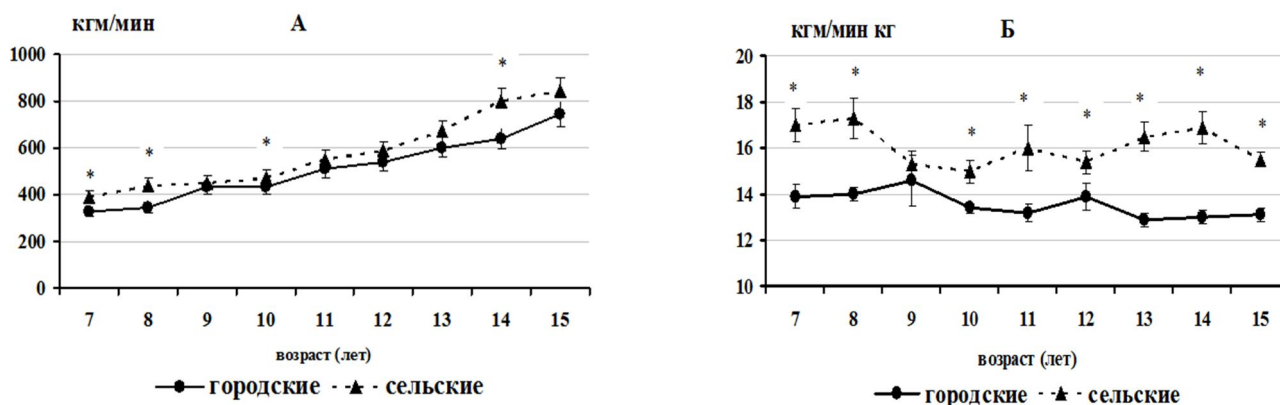 кгм/мин А
1000
800
600
400
200
0
* * * *
7 8 9 10 11 12 13 14 15
возраст (лет)
городские сельские
кгм/мин кг Б
20
18
16
14
12
10
* * * * * * * *
7 8 9 10 11 12 13 14 15
возраст (лет)
городские сельские